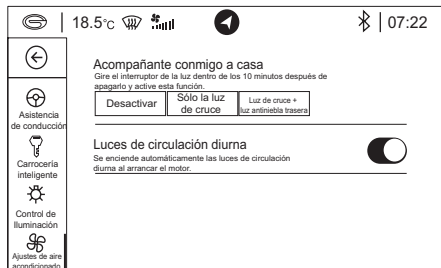 18.5°C
07:22
Acompañante conmigo a casa
Gire el interruptor de la luz dentro de los 10 minutos después de
apagarlo y active esta función.
Desactivar
Sólo la luz
de cruce
Luz de cruce +
luz antiniebla trasera
Luces de circulación diurna
Se enciende automáticamente las luces de circulación
diurna al arrancar el motor.
Asistencia
de conducción
Carrocería
inteligente
Control de
Iluminación
Ajustes de aire
acondicionado